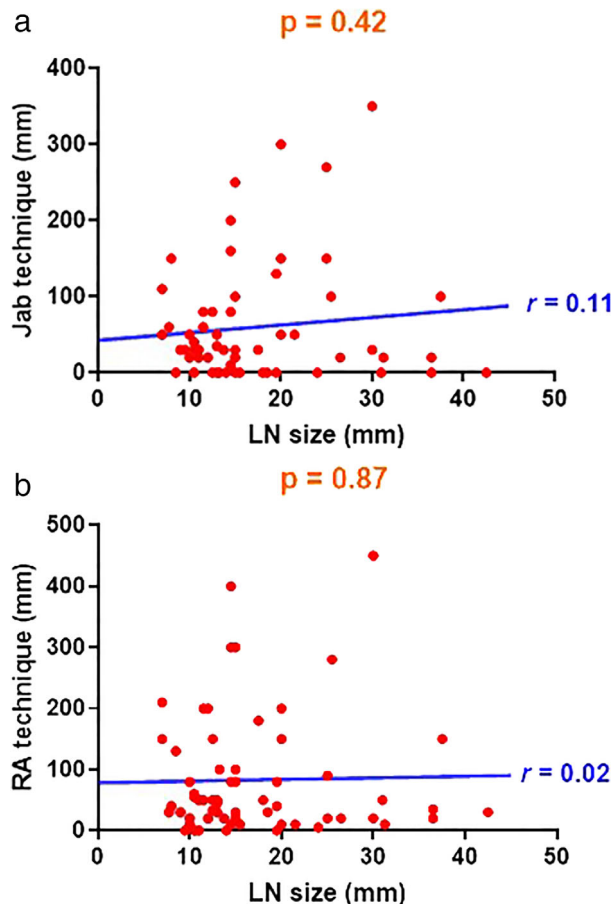 a
p = 0.42
Jab technique (mm)
400
300
200
100
0
r = 0.11
0 10 20 30 40 50
LN size (mm)
b
p = 0.87
RA technique (mm)
500
400
300
200
100
0
r = 0.02
0 10 20 30 40 50
LN size (mm)